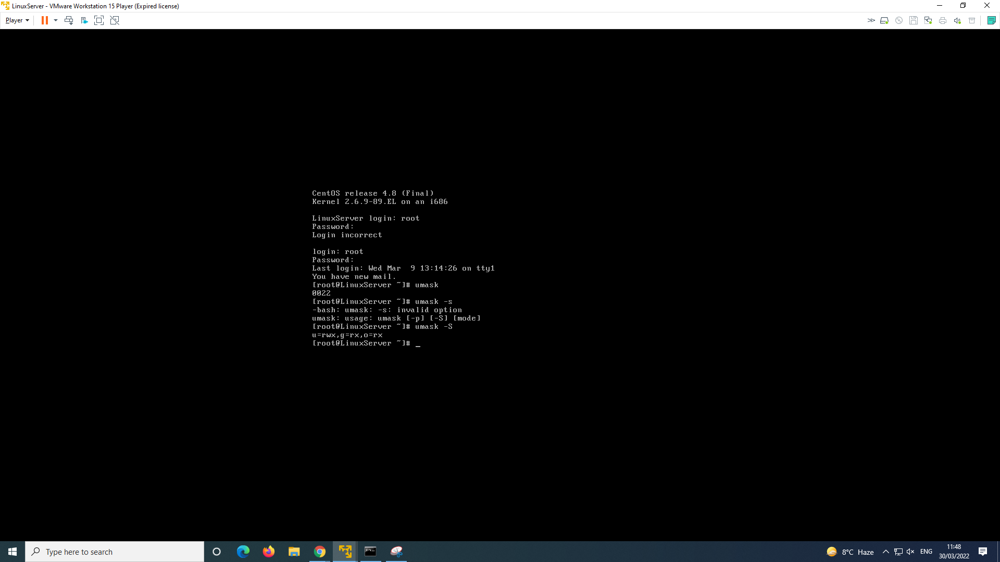 LinuxServer - VMware Workstation 15 Player (Expired license)
Player
CentOS release 4.8 (Final)
Kernel 2.6.9-89.EL on an i686
LinuxServer login: root
Password:
Login incorrect
login: root
Password:
Last login: Wed Mar  9 13:14:26 on tty1
You have new mail.
[root@LinuxServer ~]# umask
0022
[root@LinuxServer ~]# umask -s
-bash: umask: -s: invalid option
umask: usage: umask [-p] [-S] [mode]
[root@LinuxServer ~]# umask -S
u=rwx,g=rx,o=rx
[root@LinuxServer ~]# _
Type here to search
8°C Haze
ENG
11:48
30/03/2022